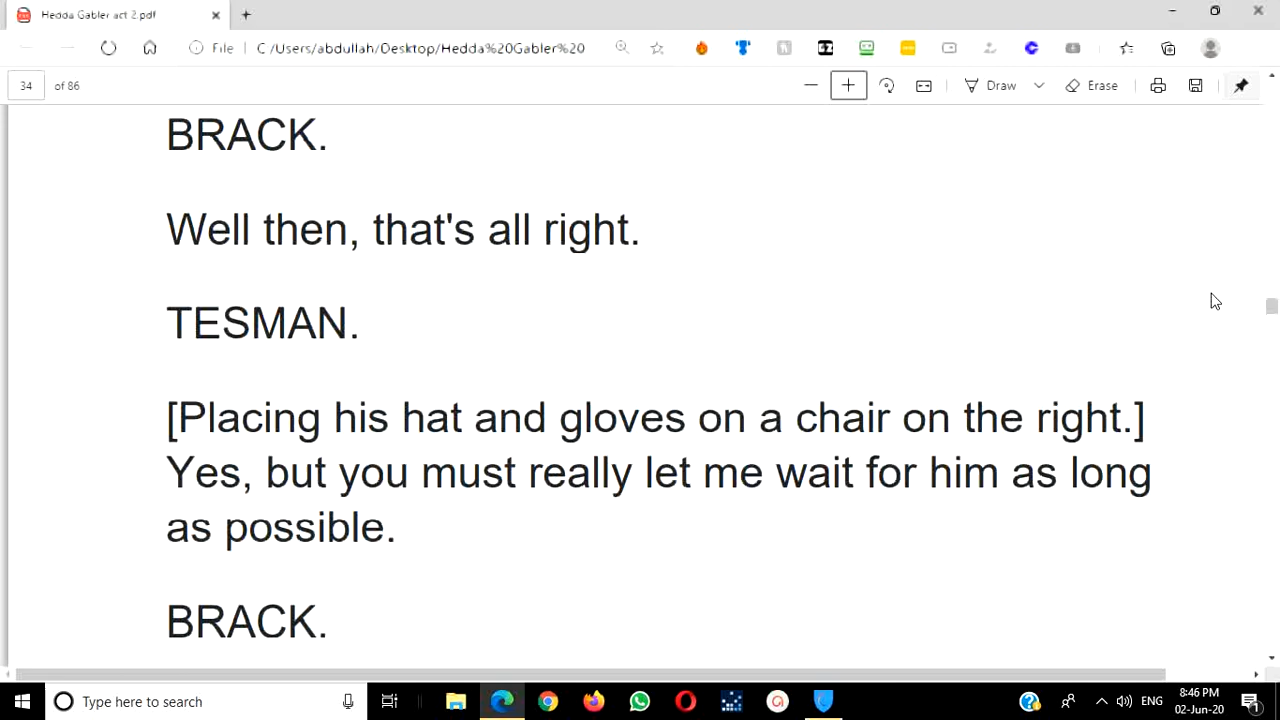 Hedda Gabler act 2.pdf
File
C /Users/abdullah/Desktop/Hedda%20Gabler%20
34 of 86
Draw
Erase
BRACK.
Well then, that's all right.
TESMAN.
[Placing his hat and gloves on a chair on the right.]
Yes, but you must really let me wait for him as long
as possible.
BRACK.
Type here to search
ENG
8:46 PM
02-Jun-20
1